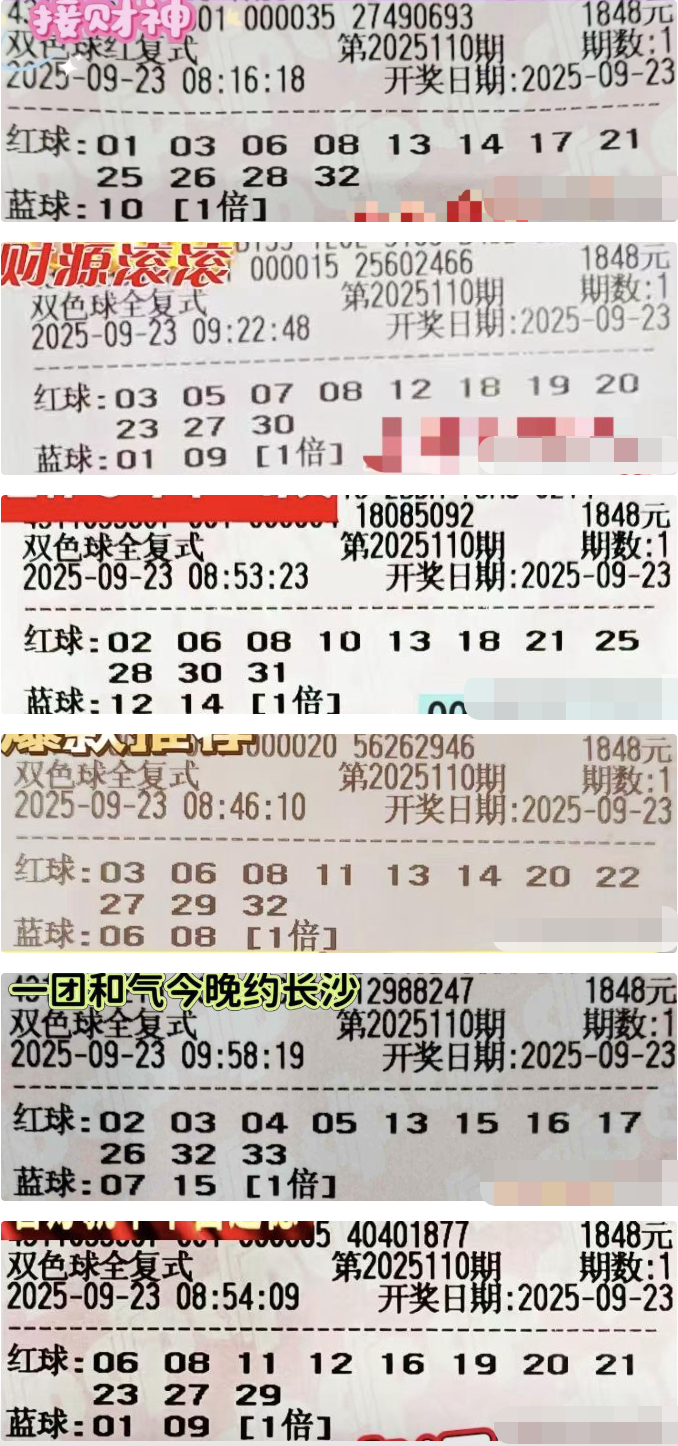 接财神
01 000035 27490693 1848元
双色球红复式 第2025110期 期数:1
2025-09-23 08:16:18 开奖日期:2025-09-23
红球:01 03 06 08 13 14 17 21
25 26 28 32
蓝球:10 [1倍]
财源滚滚
000015 25602466 1848元
双色球全复式 第2025110期 期数:1
2025-09-23 09:22:48 开奖日期:2025-09-23
红球:03 05 07 08 12 18 19 20
23 27 30
蓝球:01 09 [1倍]
18085092 1848元
双色球全复式 第2025110期 期数:1
2025-09-23 08:53:23 开奖日期:2025-09-23
红球:02 06 08 10 13 18 21 25
28 30 31
蓝球:12 14 [1倍]
爆款推荐
000020 56262946 1848元
双色球全复式 第2025110期 期数:1
2025-09-23 08:46:10 开奖日期:2025-09-23
红球:03 06 08 11 13 14 20 22
27 29 32
蓝球:06 08 [1倍]
一团和气今晚约长沙
12988247 1848元
双色球全复式 第2025110期 期数:1
2025-09-23 09:58:19 开奖日期:2025-09-23
红球:02 03 04 05 13 15 16 17
26 32 33
蓝球:07 15 [1倍]
40401877 1848元
双色球全复式 第2025110期 期数:1
2025-09-23 08:54:09 开奖日期:2025-09-23
红球:06 08 11 12 16 19 20 21
23 27 29
蓝球:01 09 [1倍]